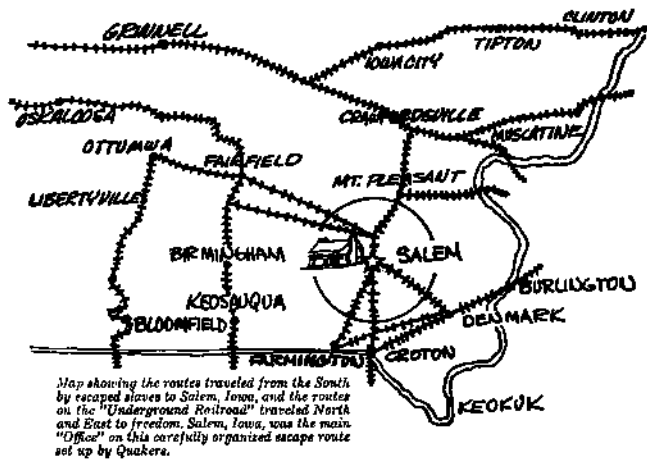 CLINTON
GRINNELL
TIPTON
IOWA CITY
OSKALOOSA
CRAWFORDSVILLE
MUSCATINE
OTTUMWA
FAIRFIELD
MT. PLEASANT
LIBERTYVILLE
BIRMINGHAM
SALEM
KEOSAUQUA
BURLINGTON
BLOOMFIELD
DENMARK
FARMINGTON
CROTON
KEOKUK
Map showing the routes traveled from the South
by escaped slaves to Salem, Iowa, and the routes
on the "Underground Railroad" traveled North
and East to freedom. Salem, Iowa, was the main
"Office" on this carefully organized escape route
set up by Quakers.